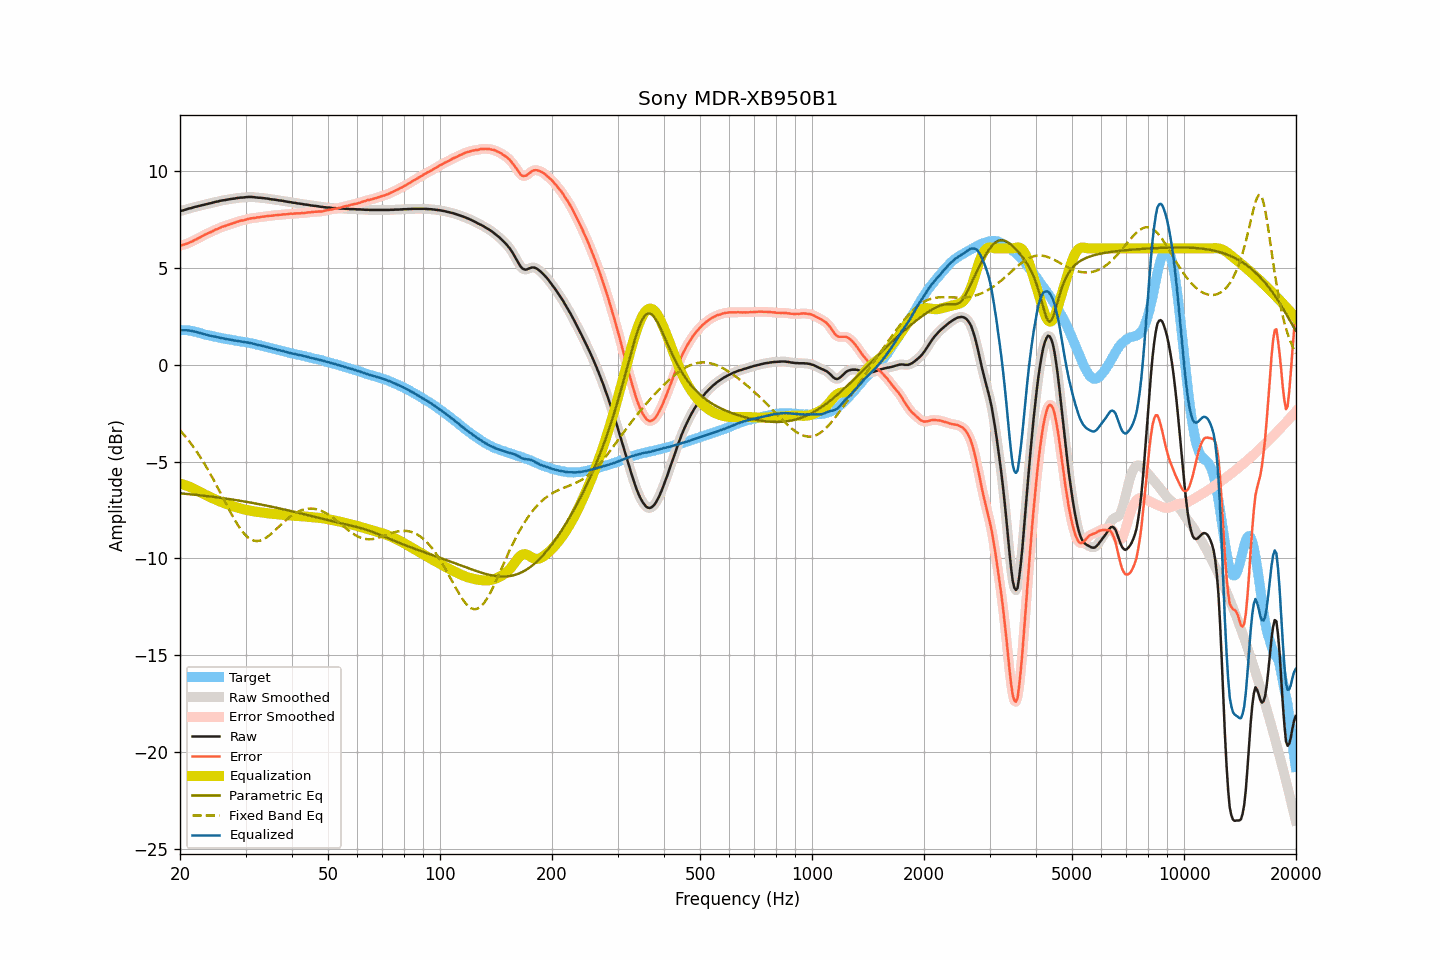 Sony MDR-XB950B1
Amplitude (dBr)
10
5
0
−5
−10
−15
−20
−25
Target
Raw Smoothed
Error Smoothed
Raw
Error
Equalization
Parametric Eq
Fixed Band Eq
Equalized
20 50 100 200 500 1000 2000 5000 10000 20000
Frequency (Hz)